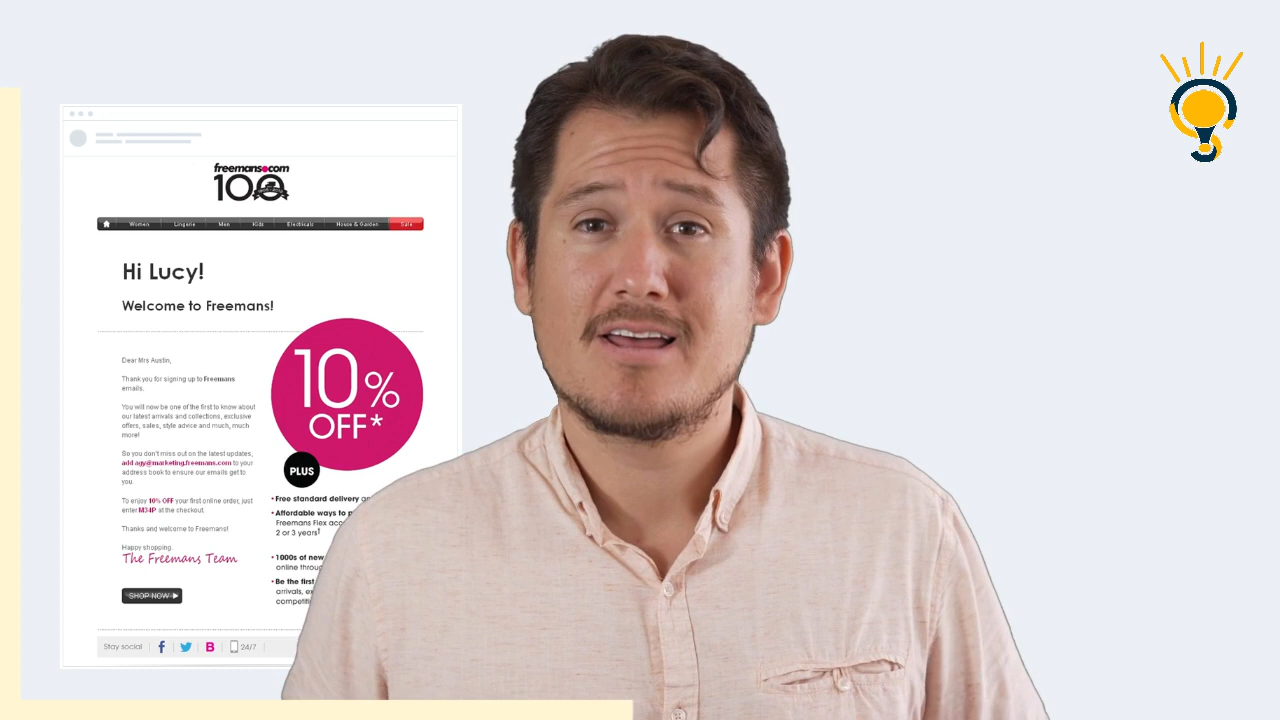 freemans.com
100
Women Lingerie Men Kids Electricals House & Garden Sale
Hi Lucy!
Welcome to Freemans!
Dear Mrs Austin,
Thank you for signing up to Freemans
emails.
You will now be one of the first to know about
our latest arrivals and collections, exclusive
offers, sales, style advice and much, much
more!
So you don't miss out on the latest updates,
add agy@marketing.freemans.com to your
address book to ensure our emails get to
you.
To enjoy 10% OFF your first online order, just
enter MJ4P at the checkout.
Thanks and welcome to Freemans!
Happy shopping.
The Freemans Team
SHOP NOW
10%
OFF*
PLUS
• Free standard delivery
• Affordable ways to
Freemans Flex
2 or 3 years†
• 1000s of new
online
• Be the first
arrivals,
Stay social 24/7